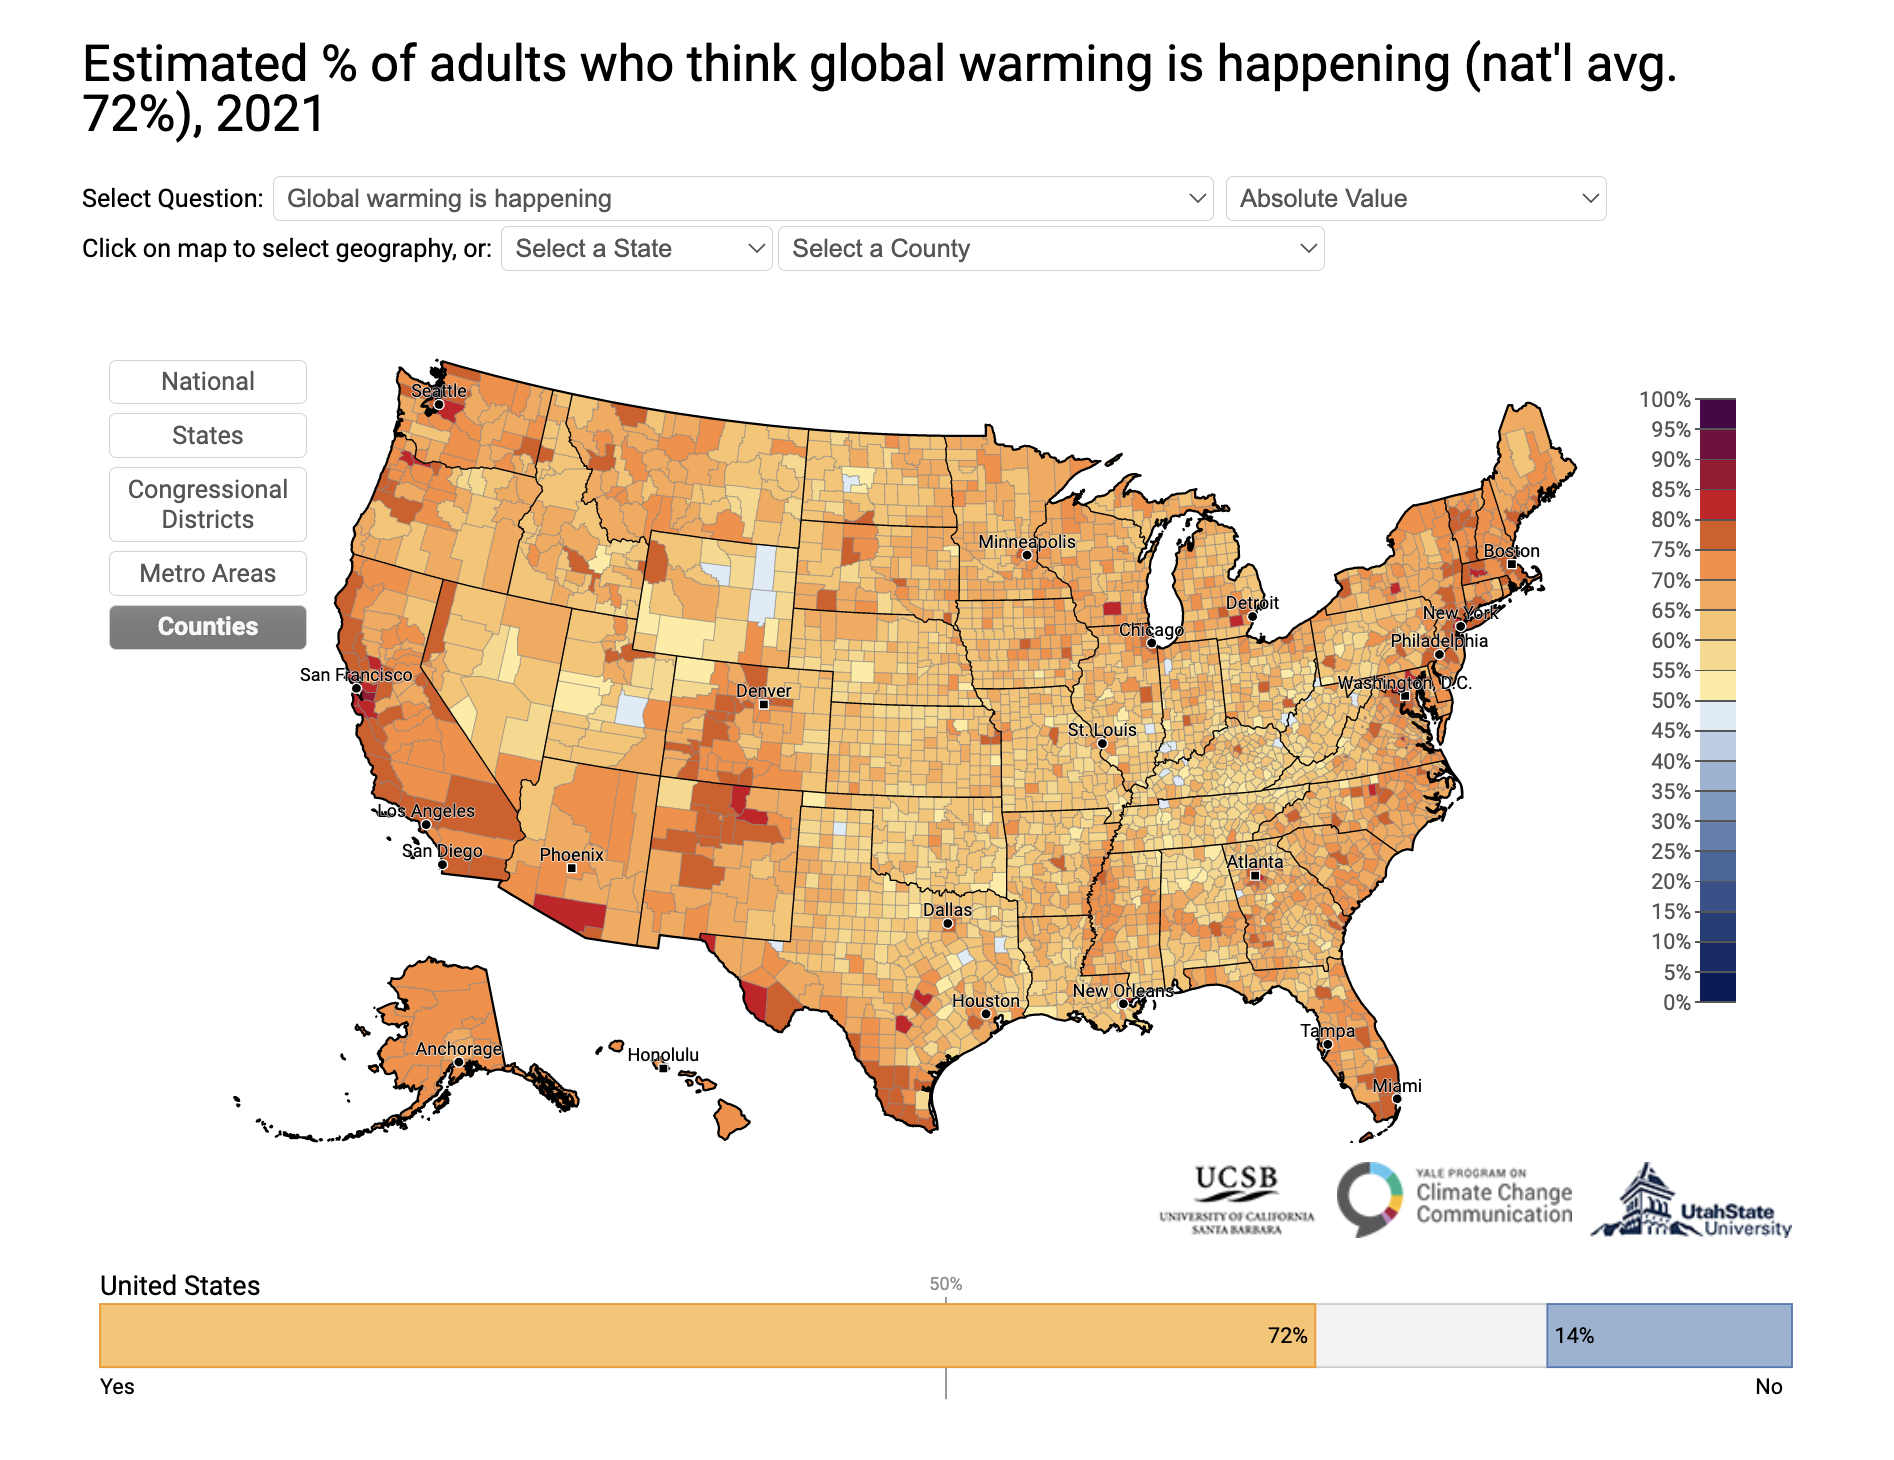 Estimated % of adults who think global warming is happening (nat'l avg.
72%), 2021
Select Question:
Global warming is happening
Absolute Value
Click on map to select geography, or:
Select a State
Select a County
National
States
Congressional
Districts
Metro Areas
Counties
Seattle
Minneapolis
Boston
Detroit
New York
Chicago
Philadelphia
San Francisco
Washington, D.C.
Denver
St. Louis
Los Angeles
San Diego
Phoenix
Atlanta
Dallas
New Orleans
Houston
Tampa
Anchorage
Honolulu
Miami
100%
95%
90%
85%
80%
75%
70%
65%
60%
55%
50%
45%
40%
35%
30%
25%
20%
15%
10%
5%
0%
UCSB
UNIVERSITY OF CALIFORNIA
SANTA BARBARA
YALE PROGRAM ON
Climate Change
Communication
UtahState
University
United States
50%
72%
14%
Yes
No